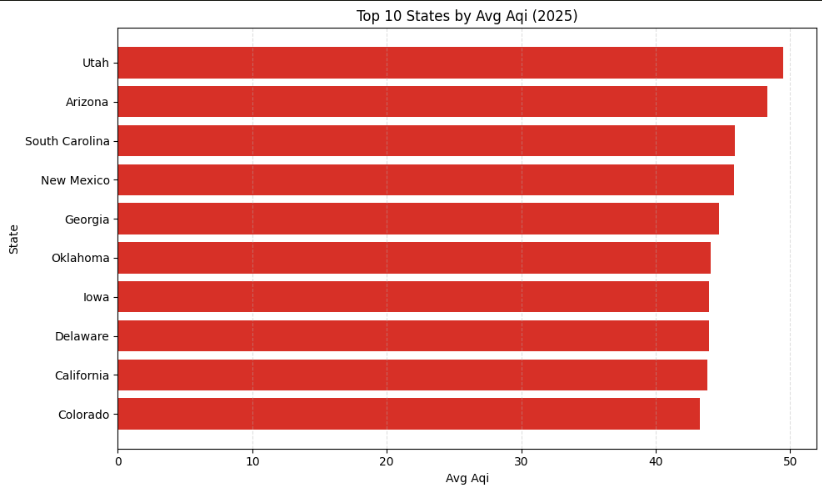 Top 10 States by Avg Aqi (2025)
Utah
Arizona
South Carolina
New Mexico
Georgia
Oklahoma
Iowa
Delaware
California
Colorado
State
0 10 20 30 40 50
Avg Aqi